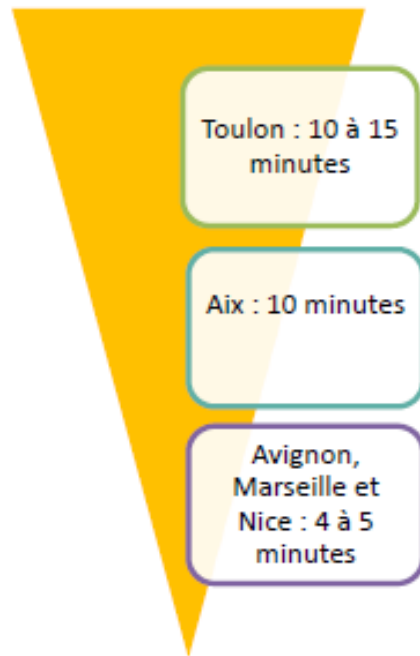 Toulon : 10 à 15
minutes
Aix : 10 minutes
Avignon,
Marseille et
Nice : 4 à 5
minutes